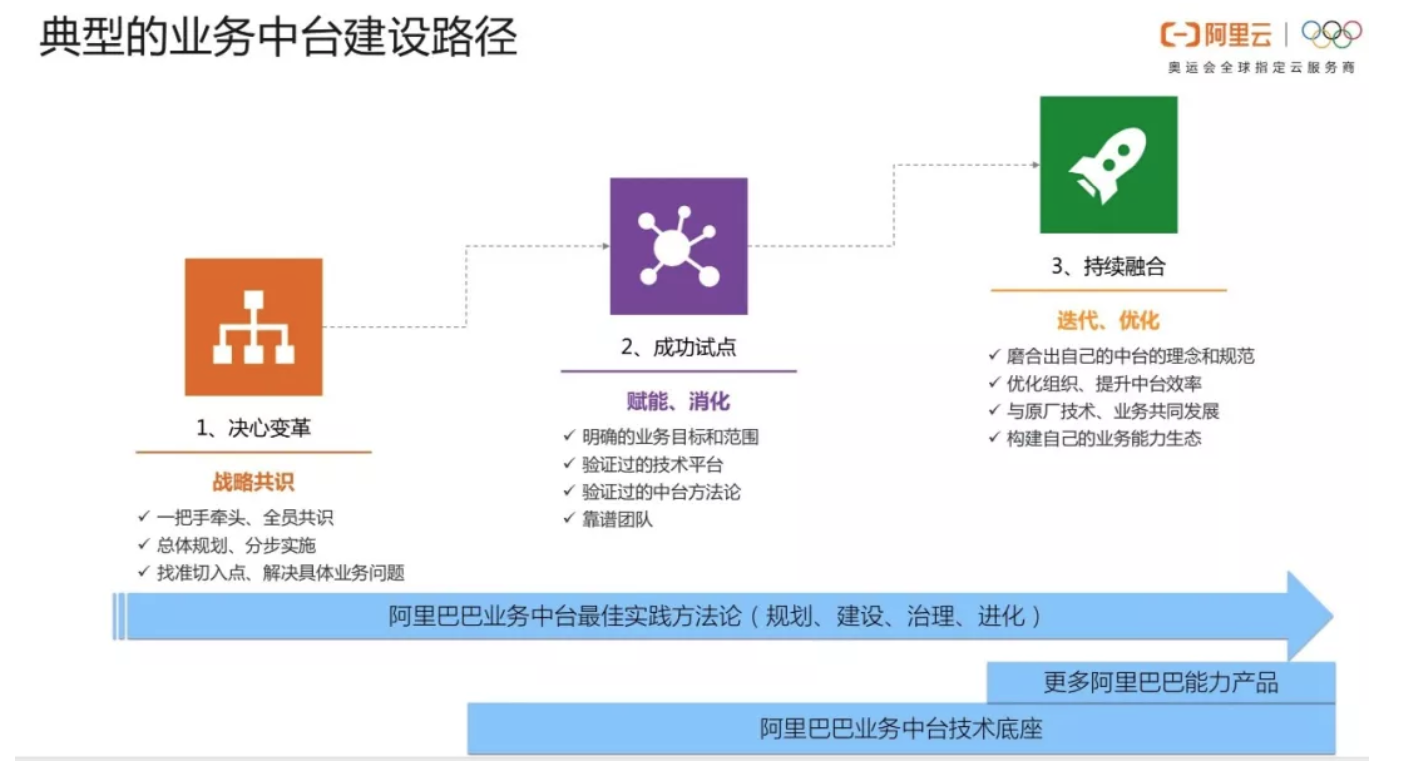 典型的业务中台建设路径
阿里云
奥运会全球指定云服务商
1、决心变革
战略共识
一把手牵头、全员共识
总体规划、分步实施
找准切入点、解决具体业务问题
2、成功试点
赋能、消化
明确的业务目标和范围
验证过的技术平台
验证过的中台方法论
靠谱团队
3、持续融合
迭代、优化
磨合出自己的中台的理念和规范
优化组织、提升中台效率
与原厂技术、业务共同发展
构建自己的业务能力生态
阿里巴巴业务中台最佳实践方法论（规划、建设、治理、进化）
更多阿里巴巴能力产品
阿里巴巴业务中台技术底座